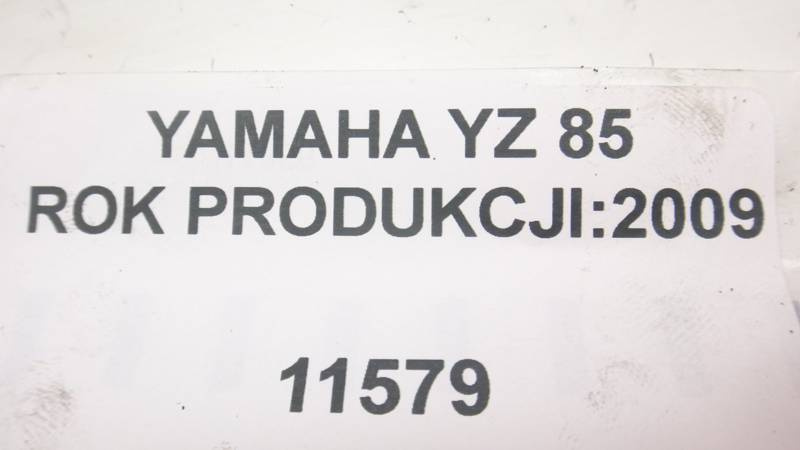 YAMAHA YZ 85
ROK PRODUKCJI:2009
11579